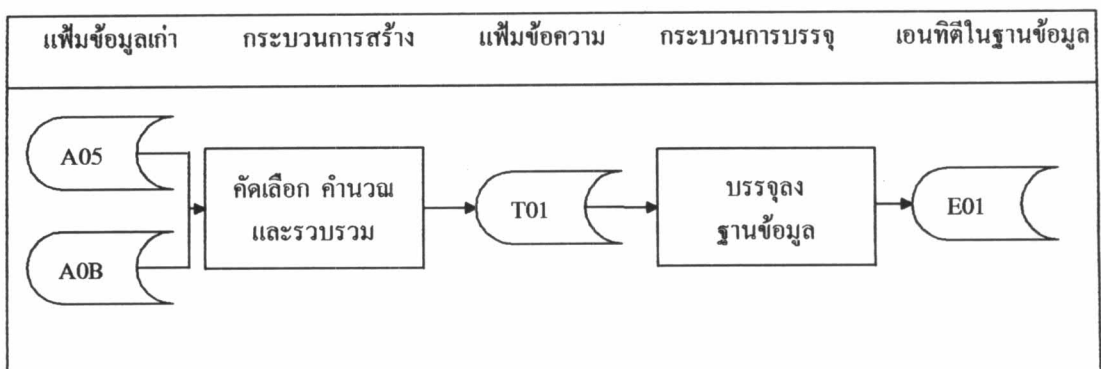 แฟ้มข้อมูลเก่า กระบวนการสร้าง แฟ้มข้อความ กระบวนการบรรจุ เอนทิตีในฐานข้อมูล
A05
A0B
คัดเลือก คำนวณ
และรวบรวม
T01
บรรจุลง
ฐานข้อมูล
E01